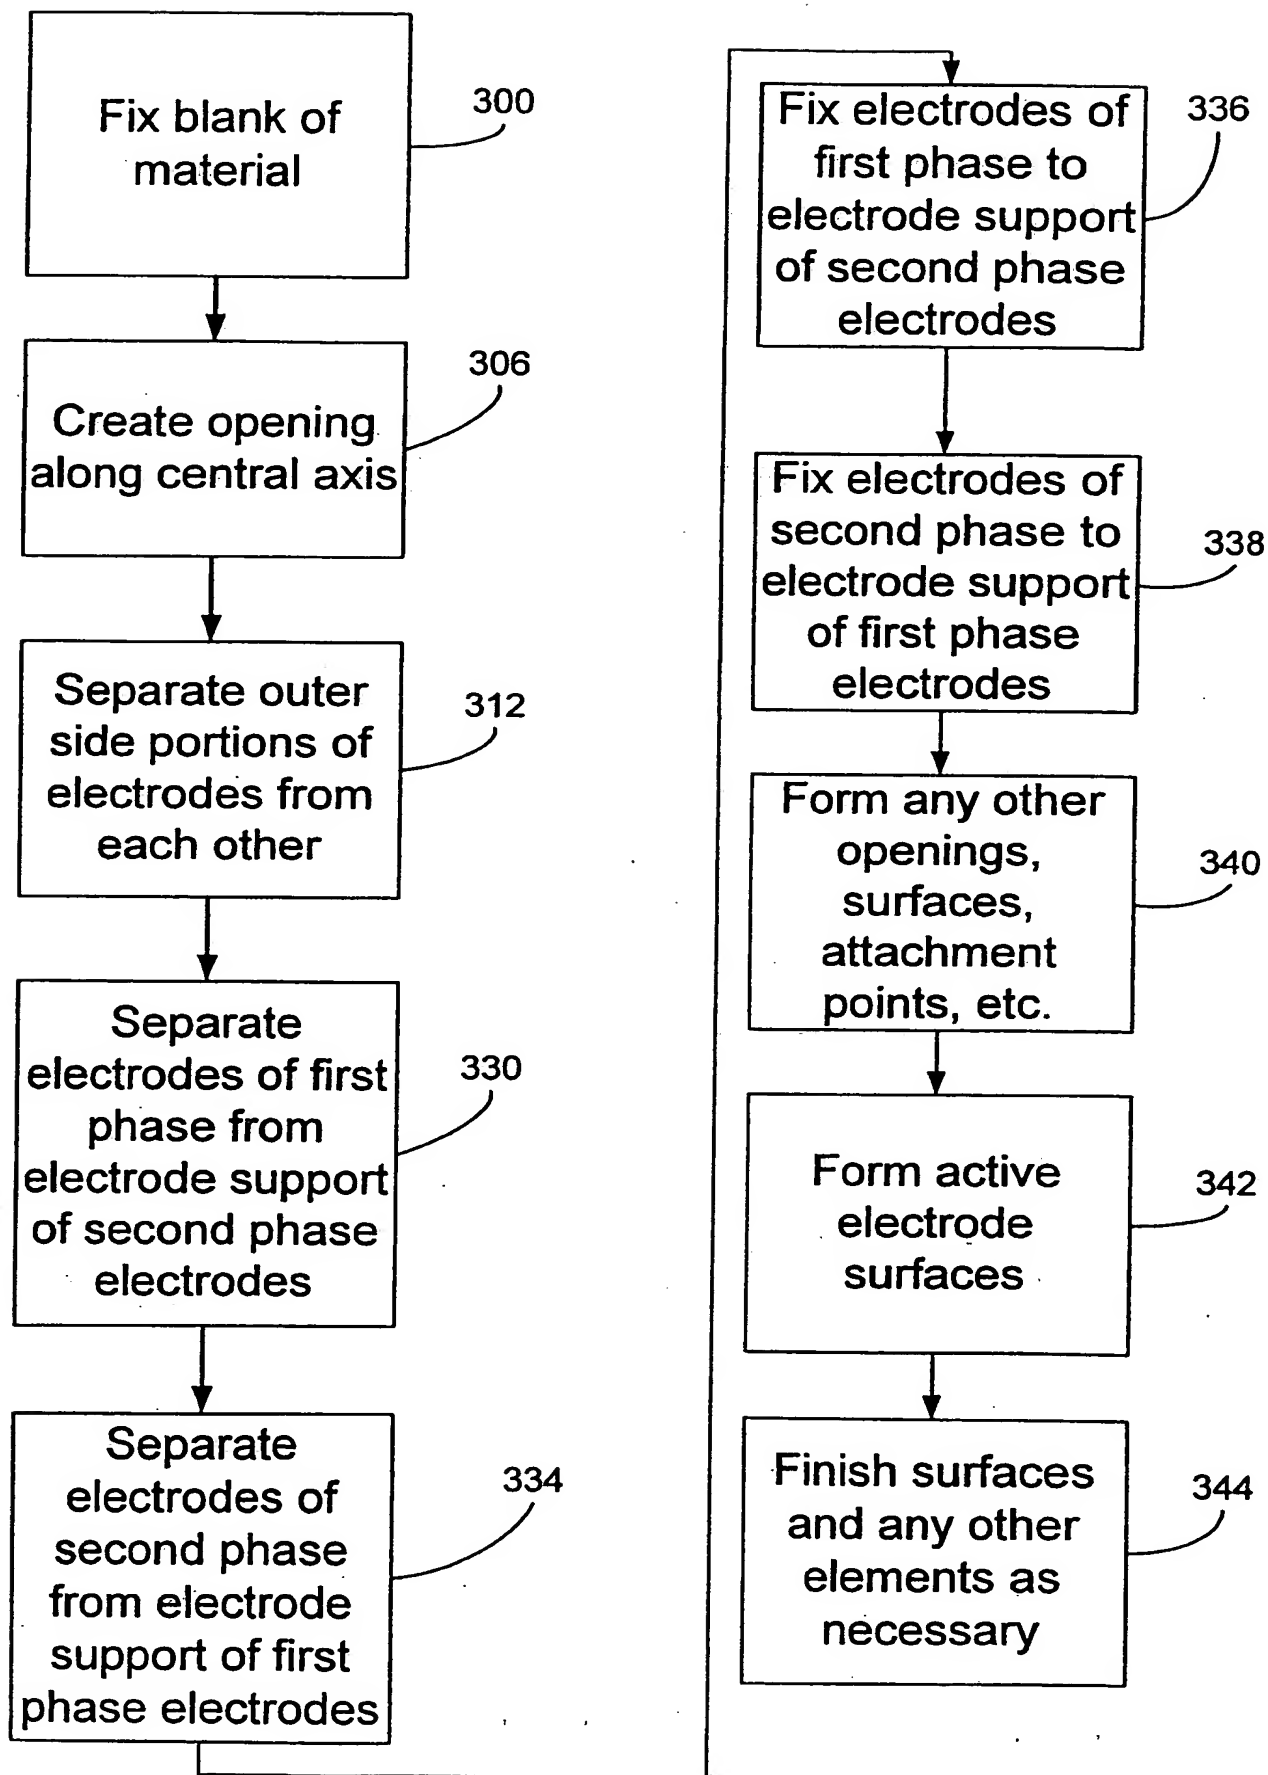 Fix blank of
material
300
Create opening
along central axis
306
Separate outer
side portions of
electrodes from
each other
312
Separate
electrodes of first
phase from
electrode support
of second phase
electrodes
330
Separate
electrodes of
second phase
from electrode
support of first
phase electrodes
334
Fix electrodes of
first phase to
electrode support
of second phase
electrodes
336
Fix electrodes of
second phase to
electrode support
of first phase
electrodes
338
Form any other
openings,
surfaces,
attachment
points, etc.
340
Form active
electrode
surfaces
342
Finish surfaces
and any other
elements as
necessary
344